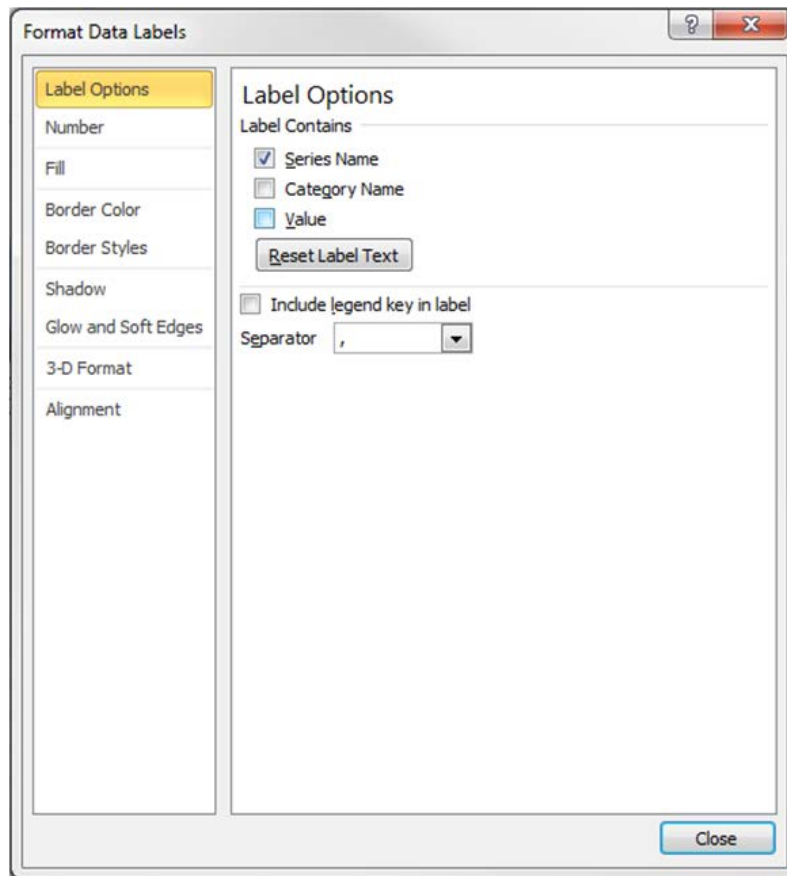 Format Data Labels
?
Label Options
Number
Fill
Border Color
Border Styles
Shadow
Glow and Soft Edges
3-D Format
Alignment
Label Options
Label Contains
Series Name
Category Name
Value
Reset Label Text
Include legend key in label
Separator ,
Close